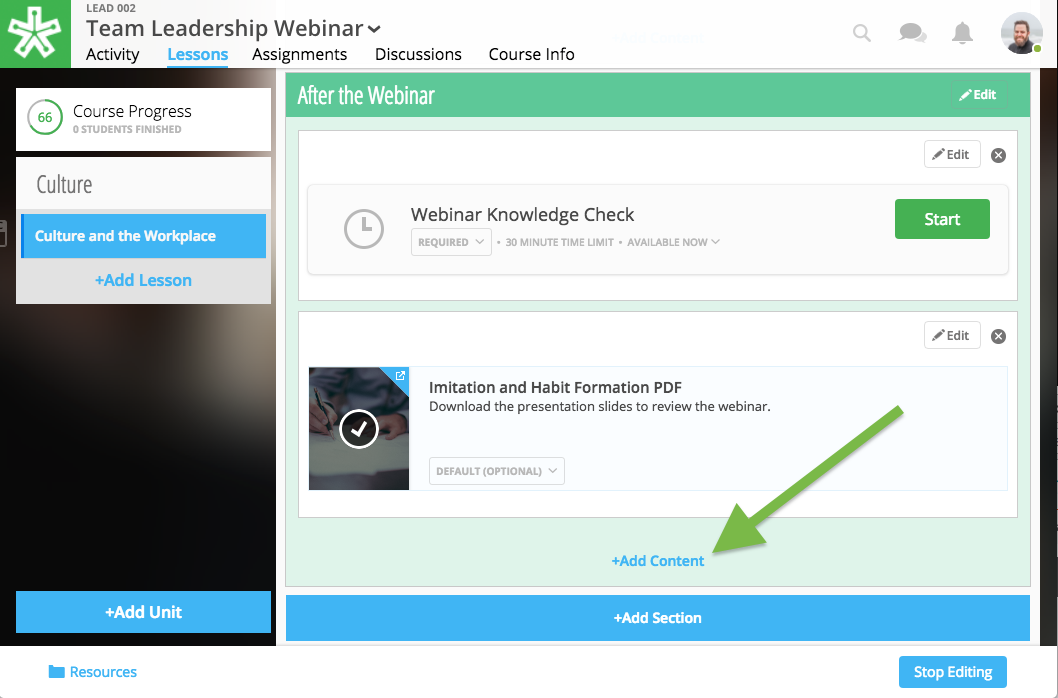 LEAD 002
Team Leadership Webinar
Activity Lessons Assignments Discussions Course Info
66
Course Progress
0 STUDENTS FINISHED
Culture
Culture and the Workplace
+Add Lesson
+Add Unit
After the Webinar
Edit
Edit
Webinar Knowledge Check
Start
REQUIRED • 30 MINUTE TIME LIMIT • AVAILABLE NOW
Edit
Imitation and Habit Formation PDF
Download the presentation slides to review the webinar.
DEFAULT (OPTIONAL)
+Add Content
+Add Section
Resources
Stop Editing